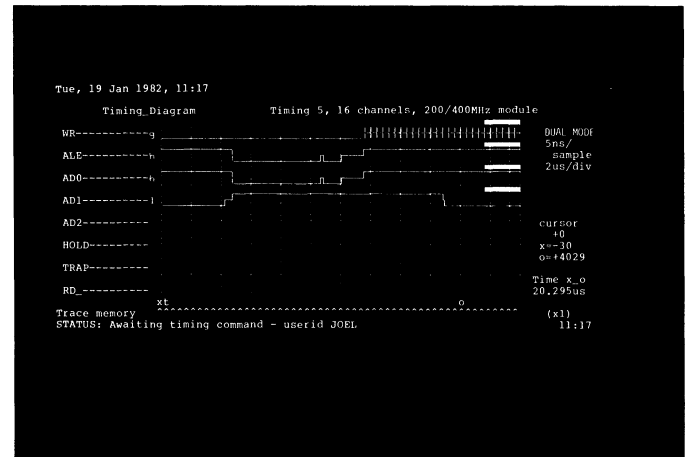 Tue, 19 Jan 1982, 11:17
Timing_Diagram Timing 5, 16 channels, 200/400MHz module
WR-----------g
DUAL MODE
5ns/
ALE----------h
sample
2us/div
AD0----------h
AD1----------l
AD2----------
cursor
+0
HOLD---------
x=-30
o=+4029
TRAP---------
Time x_o
20.295us
RD_----------
xt o
Trace memory
(x1)
STATUS: Awaiting timing command - userid JOEL 11:17